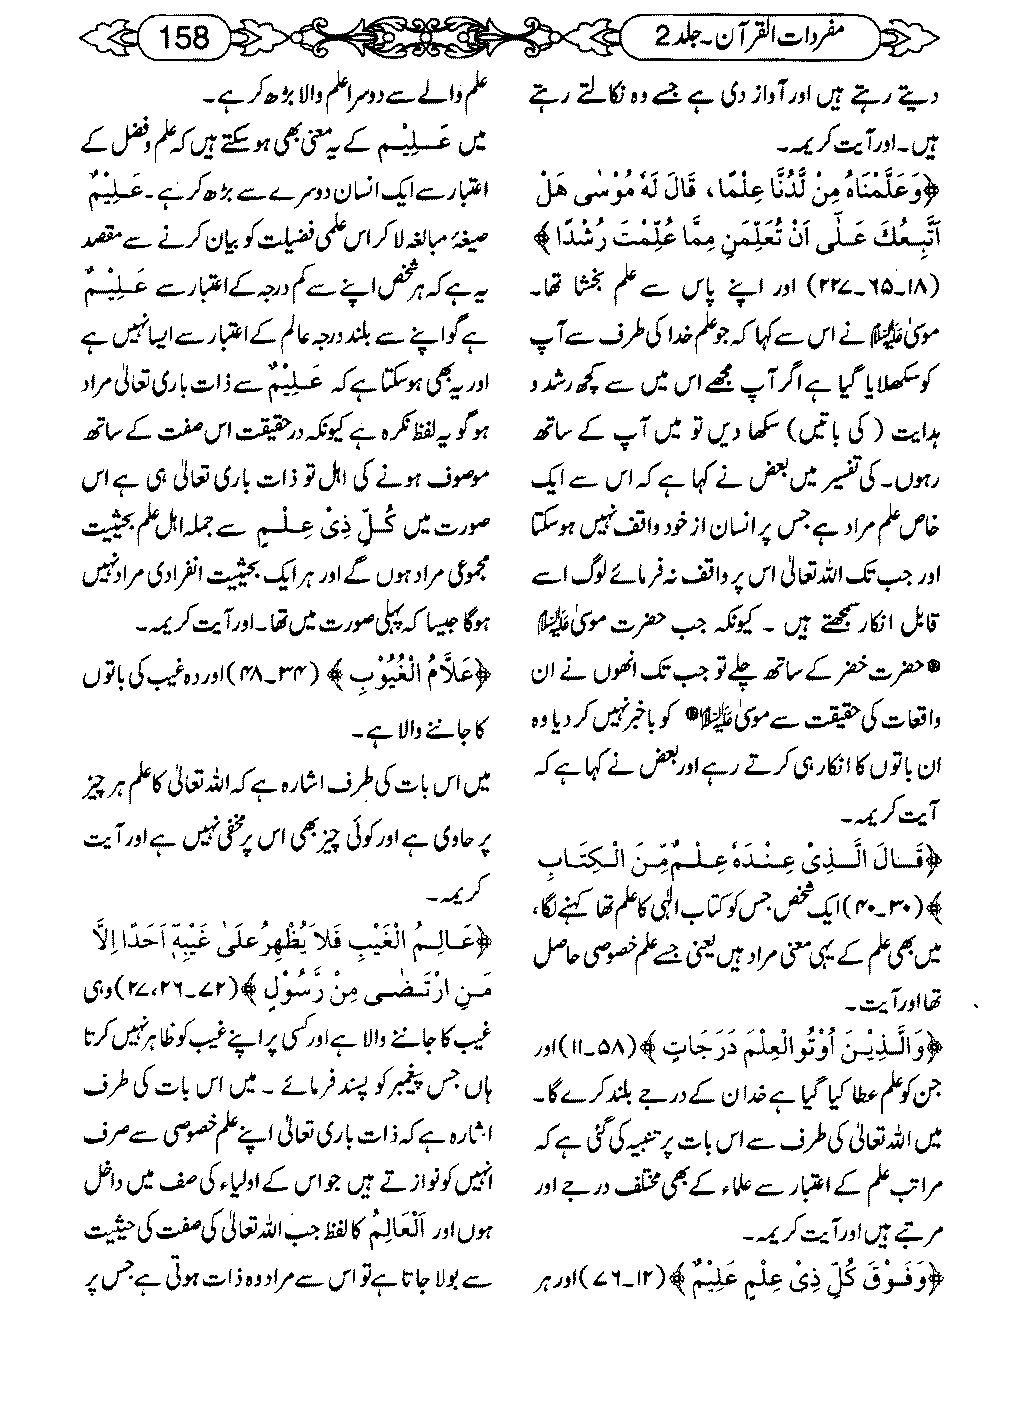 مفردات القرآن۔ جلد 2
158
دیتے رہتے ہیں اور آواز دی ہے جسے وہ نکالتے رہتے
ہیں۔ اور آیت کریمہ۔
﴿وَعَلَّمْنَاهُ مِنْ لَّدُنَّا عِلْمًا، قَالَ لَهٗ مُوْسٰى هَلْ
اَتَّبِعُكَ عَلٰٓى اَنْ تُعَلِّمَنِ مِمَّا عُلِّمْتَ رُشْدًا﴾
(۱۸۔۶۵۔۲۲۷) اور اپنے پاس سے علم بخشا تھا۔
موسیٰ علیہ السلام نے اس سے کہا کہ جو علم خدا کی طرف سے آپ
کو سکھلایا گیا ہے اگر آپ مجھے اس میں سے کچھ رشد و
ہدایت (کی باتیں) سکھا دیں تو میں آپ کے ساتھ
رہوں۔ کی تفسیر میں بعض نے کہا ہے کہ اس سے ایک
خاص علم مراد ہے جس پر انسان از خود واقف نہیں ہوسکتا
اور جب تک اللہ تعالیٰ اس پر واقف نہ فرمائے لوگ اسے
قابل انکار سمجھتے ہیں ۔ کیونکہ جب حضرت موسیٰ علیہ السلام
• حضرت خضر کے ساتھ چلے تو جب تک انھوں نے ان
واقعات کی حقیقت سے موسیٰ علیہ السلام • کو باخبر نہیں کر دیا وہ
ان باتوں کا انکار ہی کرتے رہے اور بعض نے کہا ہے کہ
آیت کریمہ۔
﴿قَالَ الَّذِىْ عِنْدَهٗ عِلْمٌ مِّنَ الْكِتَابِ
﴾(۳۰۔۴۰) ایک شخص جس کو کتاب الٰہی کا علم تھا کہنے لگا،
میں بھی علم کے یہی معنی مراد ہیں یعنی جسے علم خصوصی حاصل
تھا اور آیت۔
﴿وَالَّذِيْنَ اُوْتُوا الْعِلْمَ دَرَجَاتٍ﴾(۵۸۔۱۱) اور
جن کو علم عطا کیا گیا ہے خدا ان کے درجے بلند کرے گا۔
میں اللہ تعالیٰ کی طرف سے اس بات پر تنبیہ کی گئی ہے کہ
مراتب علم کے اعتبار سے علماء کے بھی مختلف درجے اور
مرتبے ہیں اور آیت کریمہ۔
﴿وَفَوْقَ كُلِّ ذِىْ عِلْمٍ عَلِيْمٌ﴾(۱۲۔۷۶) اور ہر
علم والے سے دوسرا علم والا بڑھ کر ہے۔
میں عَلِيْم کے یہ معنی بھی ہو سکتے ہیں کہ علم و فضل کے
اعتبار سے ایک انسان دوسرے سے بڑھ کر ہے۔ عَلِيْمٌ
صیغۂ مبالغہ لا کر اس علمی فضیلت کو بیان کرنے سے مقصد
یہ ہے کہ ہر شخص اپنے سے کم درجہ کے اعتبار سے عَلِيْمٌ
ہے گو اپنے سے بلند درجہ عالم کے اعتبار سے ایسا نہیں ہے
اور یہ بھی ہوسکتا ہے کہ عَلِيْمٌ سے ذات باری تعالیٰ مراد
ہو گو یہ لفظ نکرہ ہے کیونکہ درحقیقت اس صفت کے ساتھ
موصوف ہونے کی اہل تو ذات باری تعالیٰ ہی ہے اس
صورت میں كُلِّ ذِىْ عِلْمٍ سے جملہ اہل علم بحیثیت
مجموعی مراد ہوں گے اور ہر ایک بحیثیت انفرادی مراد نہیں
ہوگا جیسا کہ پہلی صورت میں تھا۔ اور آیت کریمہ۔
﴿عَلَّامُ الْغُيُوْبِ﴾ (۳۴۔۴۸) اور وہ غیب کی باتوں
کا جاننے والا ہے۔
میں اس بات کی طرف اشارہ ہے کہ اللہ تعالیٰ کا علم ہر چیز
پر حاوی ہے اور کوئی چیز بھی اس پر مخفی نہیں ہے اور آیت
کریمہ۔
﴿عَالِمُ الْغَيْبِ فَلَا يُظْهِرُ عَلٰى غَيْبِهٖٓ اَحَدًا اِلَّا
مَنِ ارْتَضٰى مِنْ رَّسُوْلٍ﴾(۷۲۔۲۶،۲۷) وہی
غیب کا جاننے والا ہے اور کسی پر اپنے غیب کو ظاہر نہیں کرتا
ہاں جس پیغمبر کو پسند فرمائے ۔ میں اس بات کی طرف
اشارہ ہے کہ ذات باری تعالیٰ اپنے علم خصوصی سے صرف
انہیں کو نوازتے ہیں جو اس کے اولیاء کی صف میں داخل
ہوں اور اَلْعَالِمُ کا لفظ جب اللہ تعالیٰ کی صفت کی حیثیت
سے بولا جاتا ہے تو اس سے مراد وہ ذات ہوتی ہے جس پر